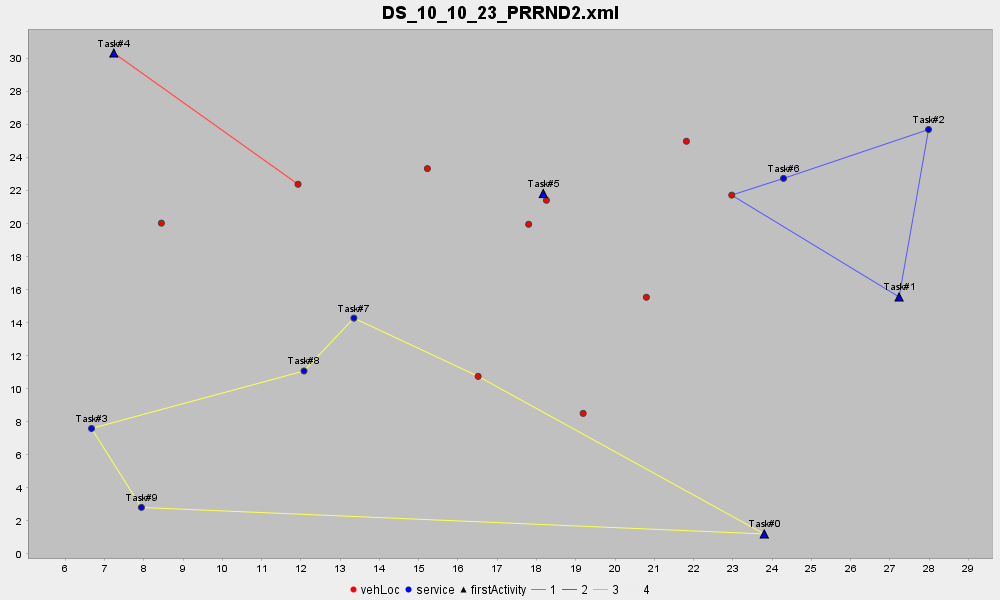 DS_10_10_23_PRRND2.xml
Task#4
Task#2
Task#6
Task#5
Task#1
Task#7
Task#8
Task#3
Task#9
Task#0
30
28
26
24
22
20
18
16
14
12
10
8
6
4
2
0
6 7 8 9 10 11 12 13 14 15 16 17 18 19 20 21 22 23 24 25 26 27 28 29
vehLoc service firstActivity 1 2 3 4